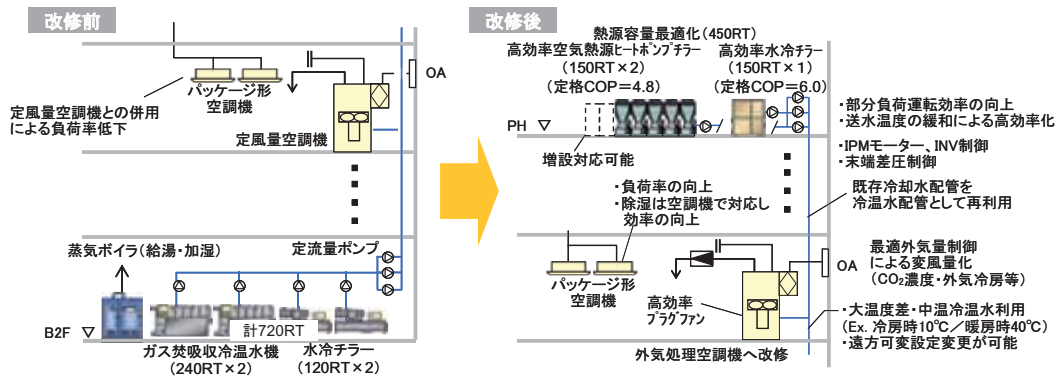 改修前
OA
パッケージ形
空調機
定風量空調機との併用
による負荷率低下
定風量空調機
蒸気ボイラ(給湯・加湿)
定流量ポンプ
計720RT
B2F
ガス焚吸収冷温水機
(240RT×2)
水冷チラー
(120RT×2)
改修後
熱源容量最適化(450RT)
高効率空気熱源ヒートポンプチラー
(150RT×2)
(定格COP=4.8)
高効率水冷チラー
(150RT×1)
(定格COP=6.0)
PH
増設対応可能
・部分負荷運転効率の向上
・送水温度の緩和による高効率化
・IPMモーター、INV制御
・末端差圧制御
既存冷却水配管を
冷温水配管として再利用
・負荷率の向上
・除湿は空調機で対応し
効率の向上
パッケージ形
空調機
高効率
プラグファン
外気処理空調機へ改修
OA
最適外気量制御
による変風量化
(CO₂濃度・外気冷房等)
・大温度差・中温冷温水利用
(Ex. 冷房時10℃/暖房時40℃)
・遠方可変設定変更が可能